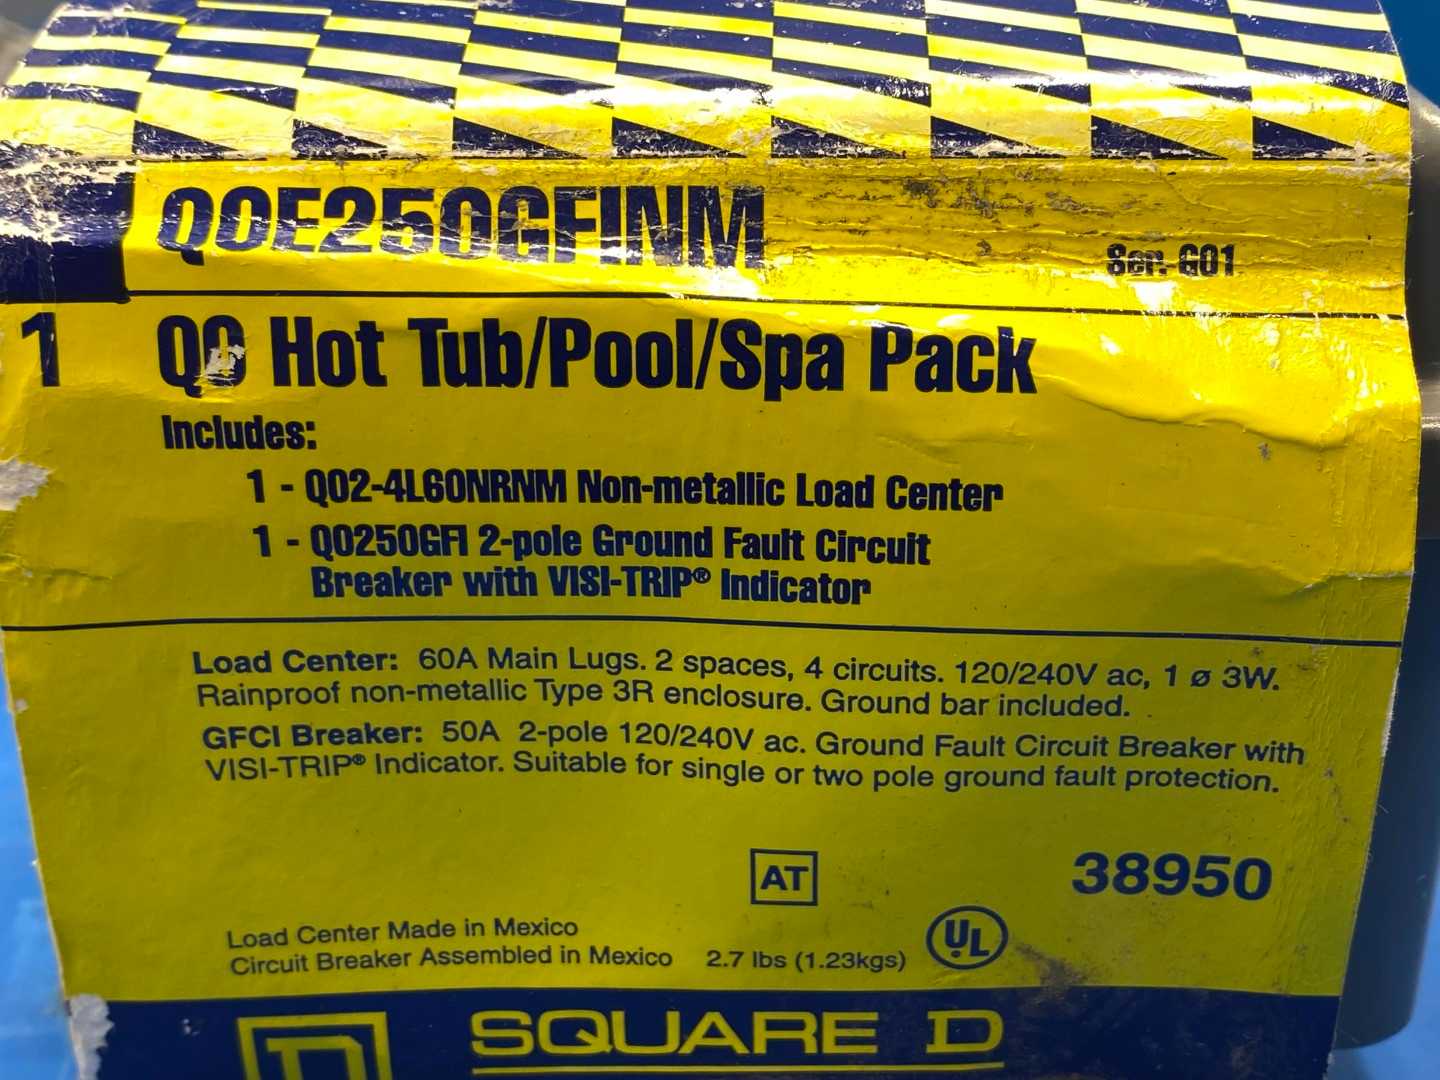 QOE250GFINM
Ser. G01
1 QO Hot Tub/Pool/Spa Pack
Includes:
1 - QO2-4L60NRNM Non-metallic Load Center
1 - QO250GFI 2-pole Ground Fault Circuit
Breaker with VISI-TRIP® Indicator
Load Center: 60A Main Lugs. 2 spaces, 4 circuits. 120/240V ac, 1 ø 3W.
Rainproof non-metallic Type 3R enclosure. Ground bar included.
GFCI Breaker: 50A 2-pole 120/240V ac. Ground Fault Circuit Breaker with
VISI-TRIP® Indicator. Suitable for single or two pole ground fault protection.
AT
38950
Load Center Made in Mexico
Circuit Breaker Assembled in Mexico 2.7 lbs (1.23kgs)
UL
D SQUARE D